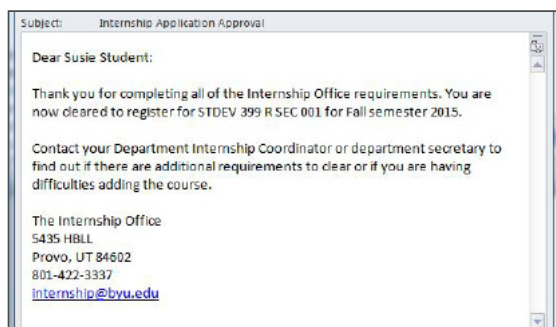 Subject: Internship Application Approval
Dear Susie Student:
Thank you for completing all of the Internship Office requirements. You are
now cleared to register for STDEV 399 R SEC 001 for Fall semester 2015.
Contact your Department Internship Coordinator or department secretary to
find out if there are additional requirements to clear or if you are having
difficulties adding the course.
The Internship Office
5435 HBLL
Provo, UT 84602
801-422-3337
internship@byu.edu